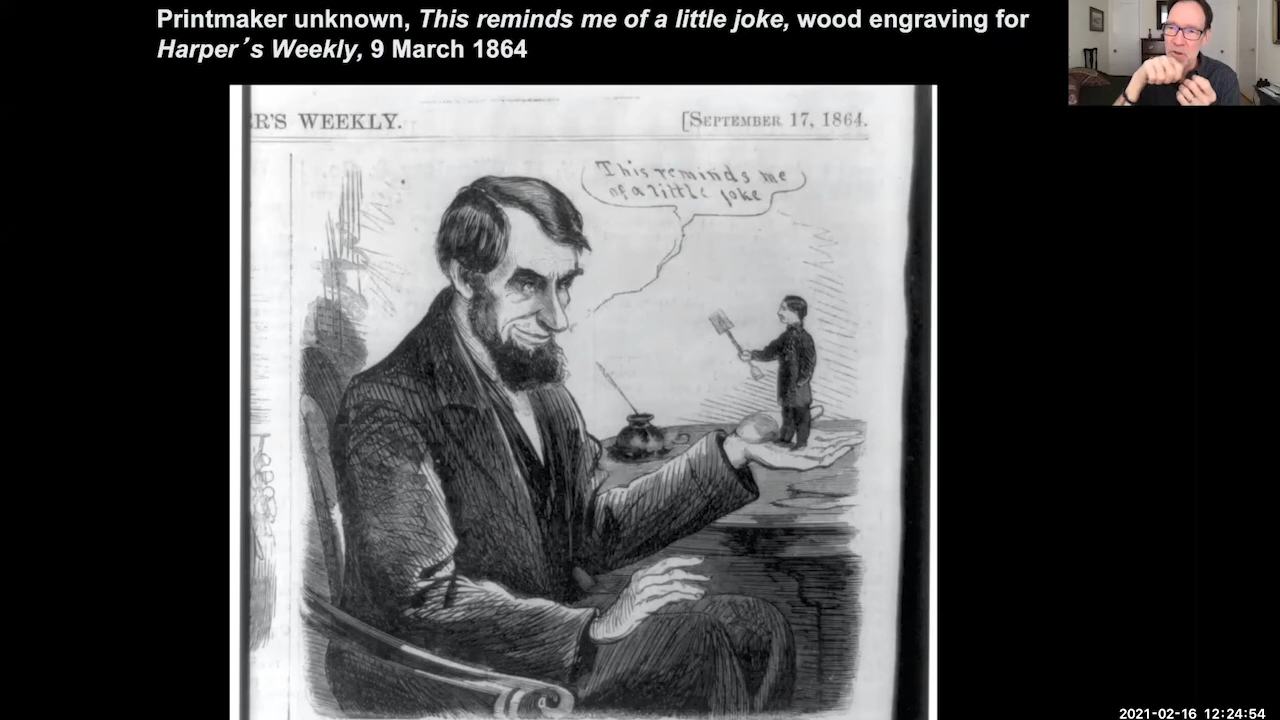 Printmaker unknown, This reminds me of a little joke, wood engraving for
Harper's Weekly, 9 March 1864
R'S WEEKLY.
[SEPTEMBER 17, 1864.
This reminds me
of a little joke
2021-02-16 12:24:54